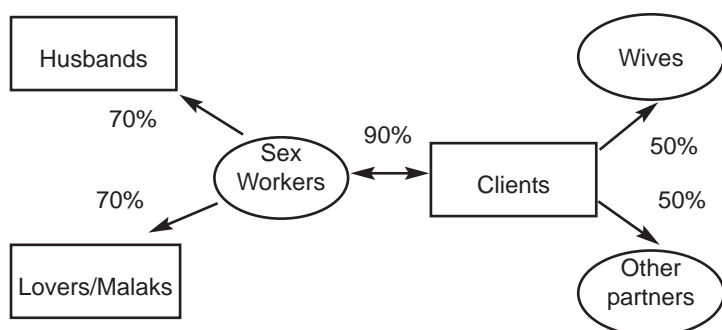 Husbands
Wives
70%
90%
Sex
Workers
50%
Clients
70%
50%
Lovers/Malaks
Other
partners